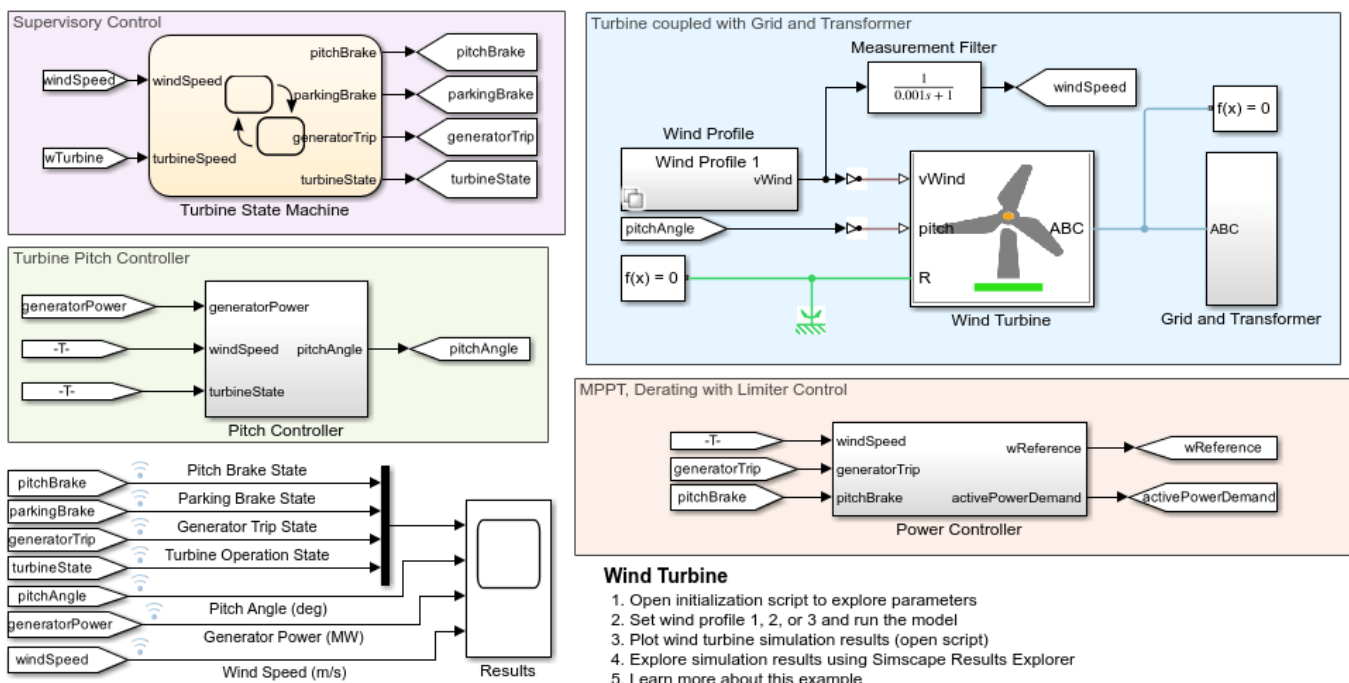 Supervisory Control
windSpeed
wTurbine
windSpeed
turbineSpeed
pitchBrake
parkingBrake
generatorTrip
turbineState
pitchBrake
parkingBrake
generatorTrip
turbineState
Turbine State Machine
Turbine Pitch Controller
generatorPower
-T-
-T-
generatorPower
windSpeed
turbineState
pitchAngle
pitchAngle
Pitch Controller
pitchBrake
parkingBrake
generatorTrip
turbineState
pitchAngle
generatorPower
windSpeed
Pitch Brake State
Parking Brake State
Generator Trip State
Turbine Operation State
Pitch Angle (deg)
Generator Power (MW)
Wind Speed (m/s)
Results
Turbine coupled with Grid and Transformer
Measurement Filter
1
0.001s + 1
windSpeed
Wind Profile
Wind Profile 1
vWind
pitchAngle
f(x) = 0
vWind
pitch
R
ABC
Wind Turbine
f(x) = 0
ABC
Grid and Transformer
MPPT, Derating with Limiter Control
-T-
generatorTrip
pitchBrake
windSpeed
generatorTrip
pitchBrake
wReference
activePowerDemand
wReference
activePowerDemand
Power Controller
Wind Turbine
1. Open initialization script to explore parameters
2. Set wind profile 1, 2, or 3 and run the model
3. Plot wind turbine simulation results (open script)
4. Explore simulation results using Simscape Results Explorer
5. Learn more about this example